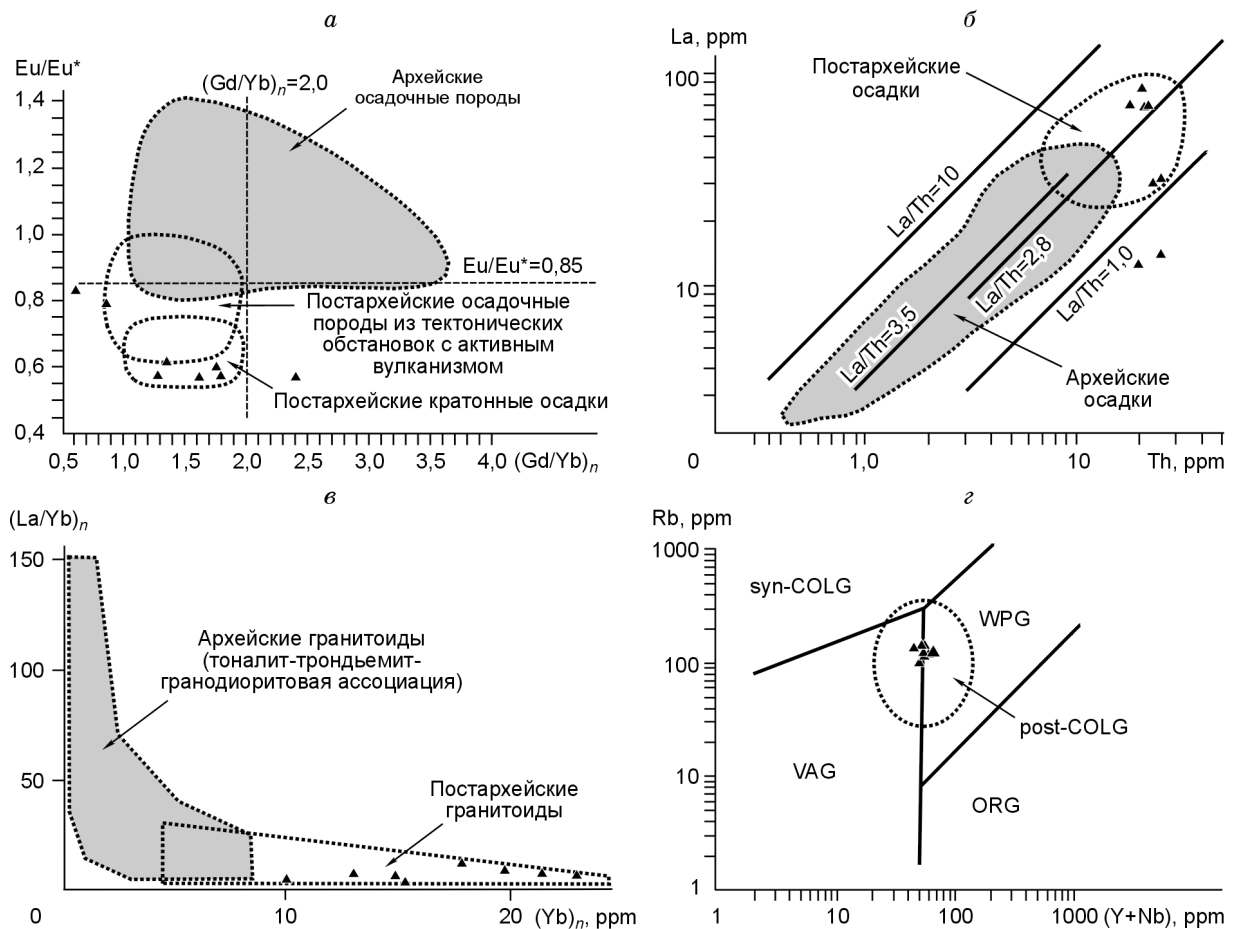 а
Eu/Eu*
(Gd/Yb)n=2,0
Архейские
осадочные породы
1,4
1,2
1,0
0,8
0,6
0,4
Eu/Eu*=0,85
Постархейские осадочные
породы из тектонических
обстановок с активным
вулканизмом
Постархейские кратонные осадки
0,5 1,0 1,5 2,0 2,5 3,0 3,5 4,0 (Gd/Yb)n
б
La, ppm
Постархейские
осадки
100
10
La/Th=10
La/Th=2,8
La/Th=1,0
La/Th=3,5
Архейские
осадки
0 1,0 10 Th, ppm
в
(La/Yb)n
150
100
50
Архейские гранитоиды
(тоналит-трондьемит-
гранодиоритовая ассоциация)
Постархейские
гранитоиды
0 10 20 (Yb)n, ppm
г
Rb, ppm
1000
100
10
1
syn-COLG
WPG
post-COLG
VAG
ORG
1 10 100 1000 (Y+Nb), ppm